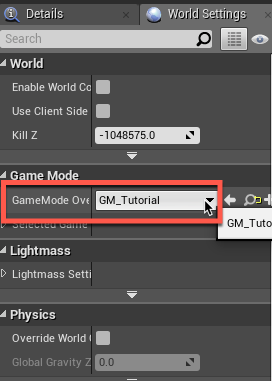 Details
World Settings
Search
World
Enable World Co
Use Client Side
Kill Z
-1048575.0
Game Mode
GameMode Ove
GM_Tutorial
GM_Tuto
Selected Game
Lightmass
Lightmass Setti
Physics
Override World G
Global Gravity Z
0.0